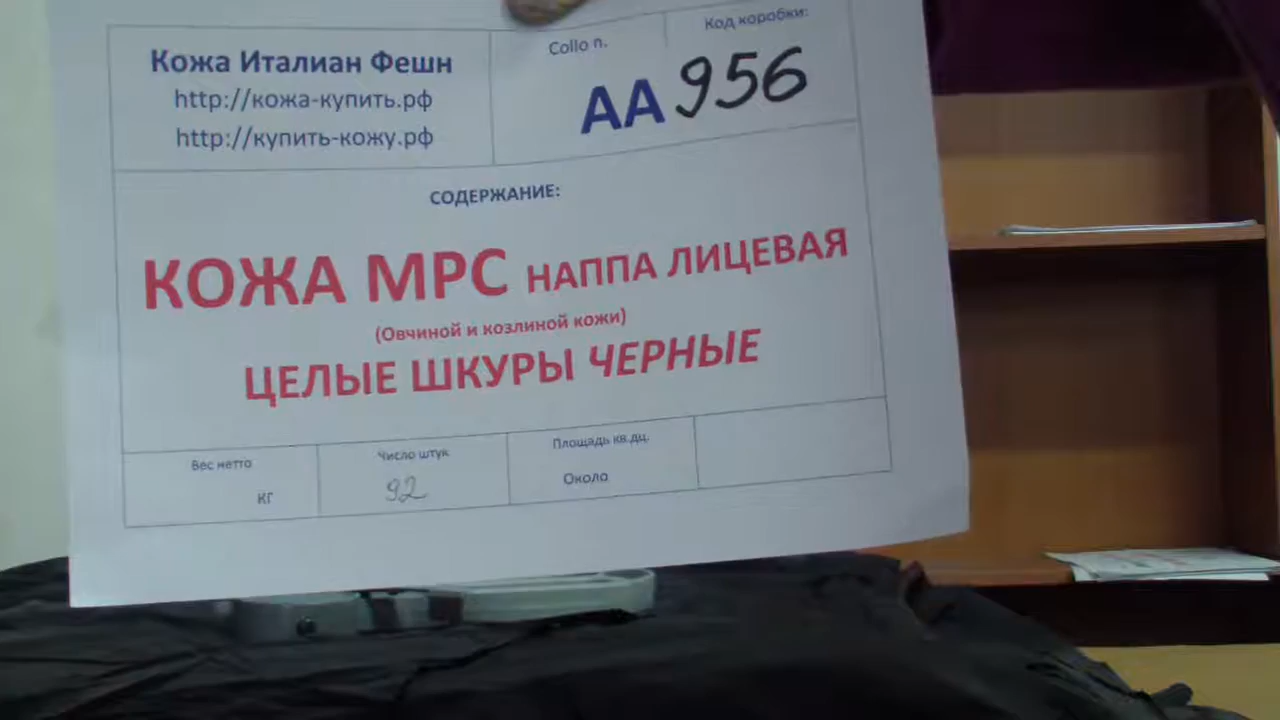 Кожа Италиан Фешн
http://кожа-купить.рф
http://купить-кожу.рф
Collo n.
Код коробки:
АА 956
СОДЕРЖАНИЕ:
КОЖА МРС НАППА ЛИЦЕВАЯ
(Овчиной и козлиной кожи)
ЦЕЛЫЕ ШКУРЫ ЧЕРНЫЕ
Вес нетто
кг
Число штук
92
Площадь кв.дц.
Около